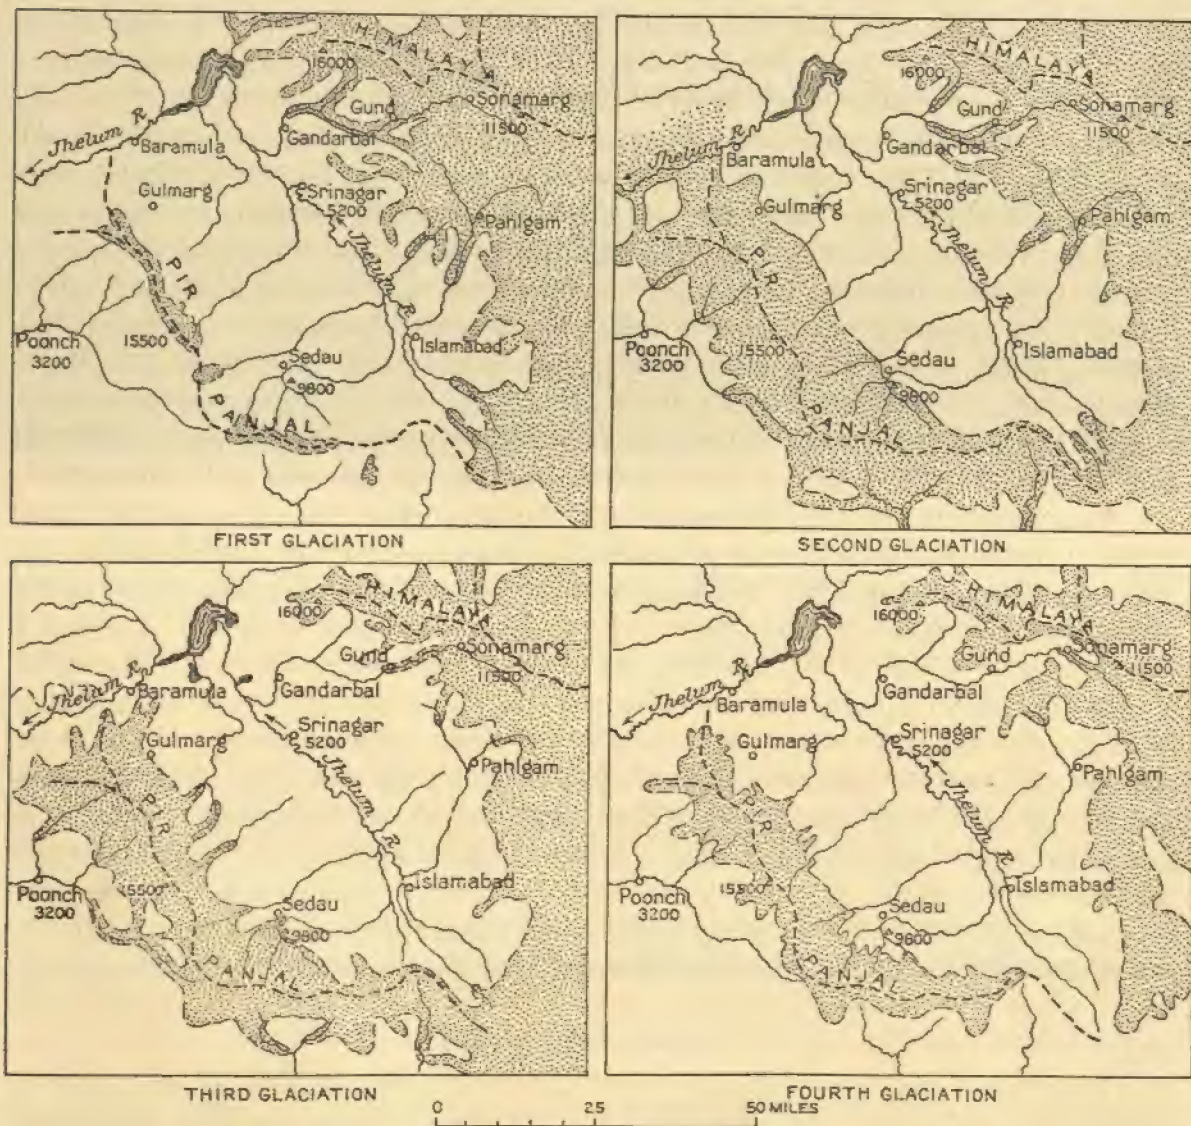 HIMALAYA
16000
Gund
Sonamarg
11500
Gandarbal
Jhelum R.
Baramula
Gulmarg
Srinagar
5200
Pahlgam
Jhelum R.
PIR
15500
Poonch
3200
Sedau
9800
Islamabad
PANJAL
FIRST GLACIATION
HIMALAYA
16000
Gund
Sonamarg
11500
Gandarbal
Jhelum R.
Baramula
Srinagar
5200
Gulmarg
Pahlgam
Jhelum R.
PIR
15500
Poonch
3200
Sedau
9800
Islamabad
PANJAL
SECOND GLACIATION
HIMALAYA
16000
Gund
Sonamarg
11500
Gandarbal
Jhelum R.
Baramula
Srinagar
5200
Gulmarg
Pahlgam
Jhelum R.
PIR
15500
Poonch
3200
Sedau
9800
Islamabad
PANJAL
THIRD GLACIATION
HIMALAYA
16000
Gund
Sonamarg
11500
Gandarbal
Jhelum R.
Baramula
Srinagar
5200
Gulmarg
Pahlgam
Jhelum R.
PIR
15500
Poonch
3200
Sedau
9800
Islamabad
PANJAL
FOURTH GLACIATION
0 25 50 MILES